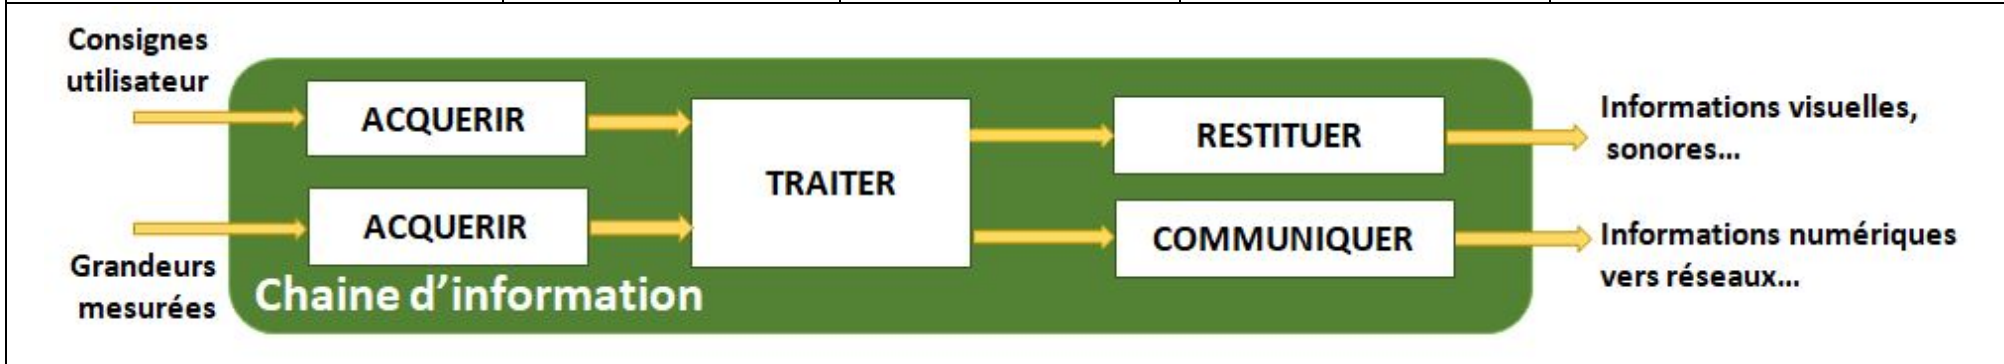 Consignes
utilisateur
ACQUERIR
ACQUERIR
Grandeurs
mesurées
TRAITER
RESTITUER
COMMUNIQUER
Informations visuelles,
sonores...
Informations numériques
vers réseaux...
Chaine d'information